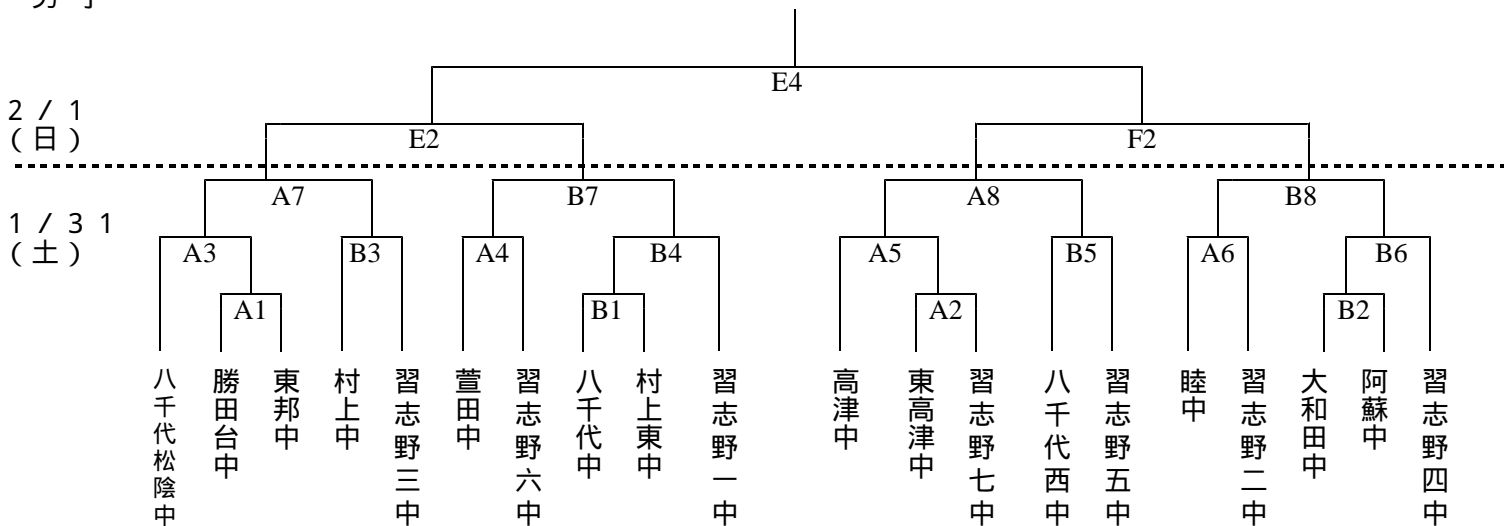 E4
2/1
(日)
E2
F2
A7
B7
A8
B8
1/31
(土)
A3
B3
A4
B4
A5
B5
A6
B6
A1
B1
A2
B2
八千代松陰中
勝田台中
東邦中
村上中
習志野三中
萱田中
習志野六中
八千代中
村上東中
習志野一中
高津中
東高津中
習志野七中
八千代西中
習志野五中
睦中
習志野二中
大和田中
阿蘇中
習志野四中